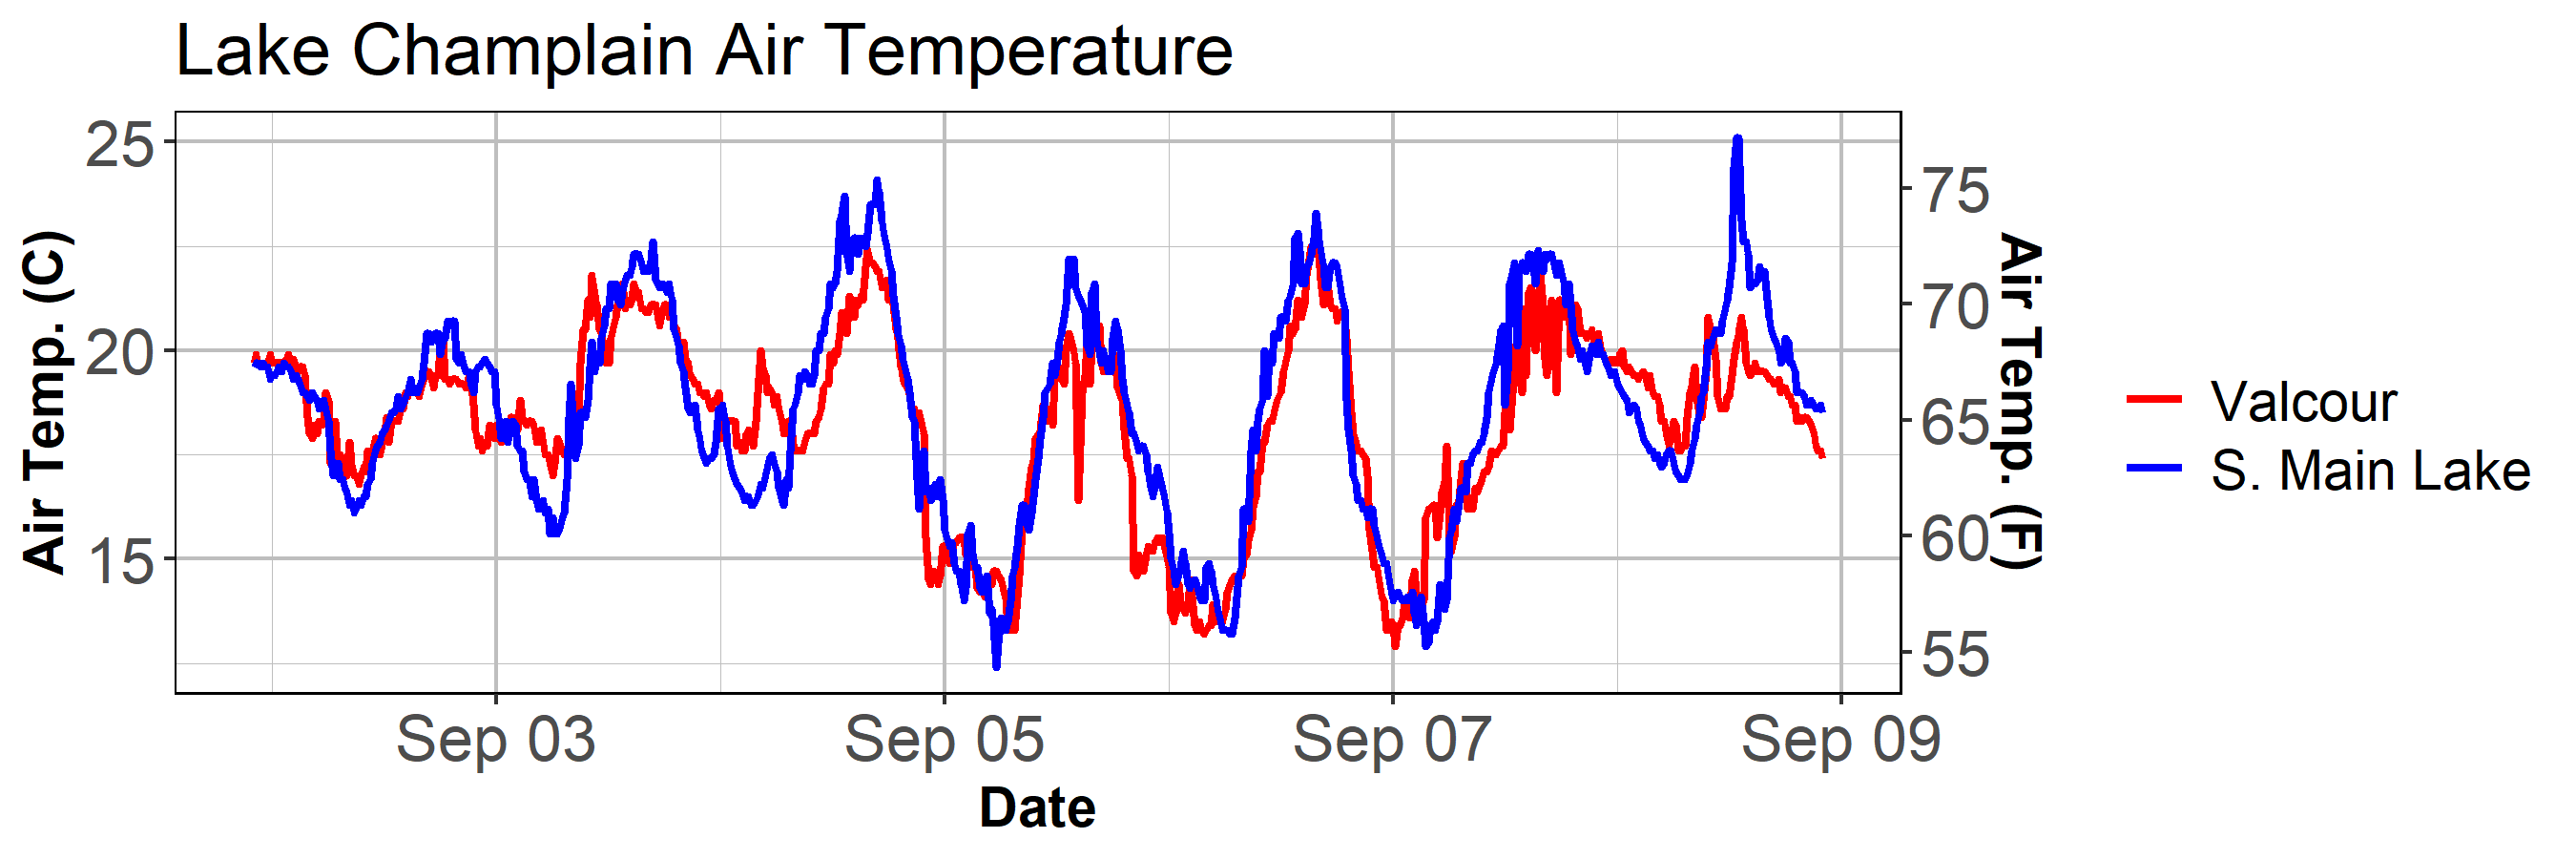 Lake Champlain Air Temperature
Air Temp. (C)
25
20
15
75
70
65
60
55
Air Temp. (F)
Valcour
S. Main Lake
Sep 03
Sep 05
Sep 07
Sep 09
Date